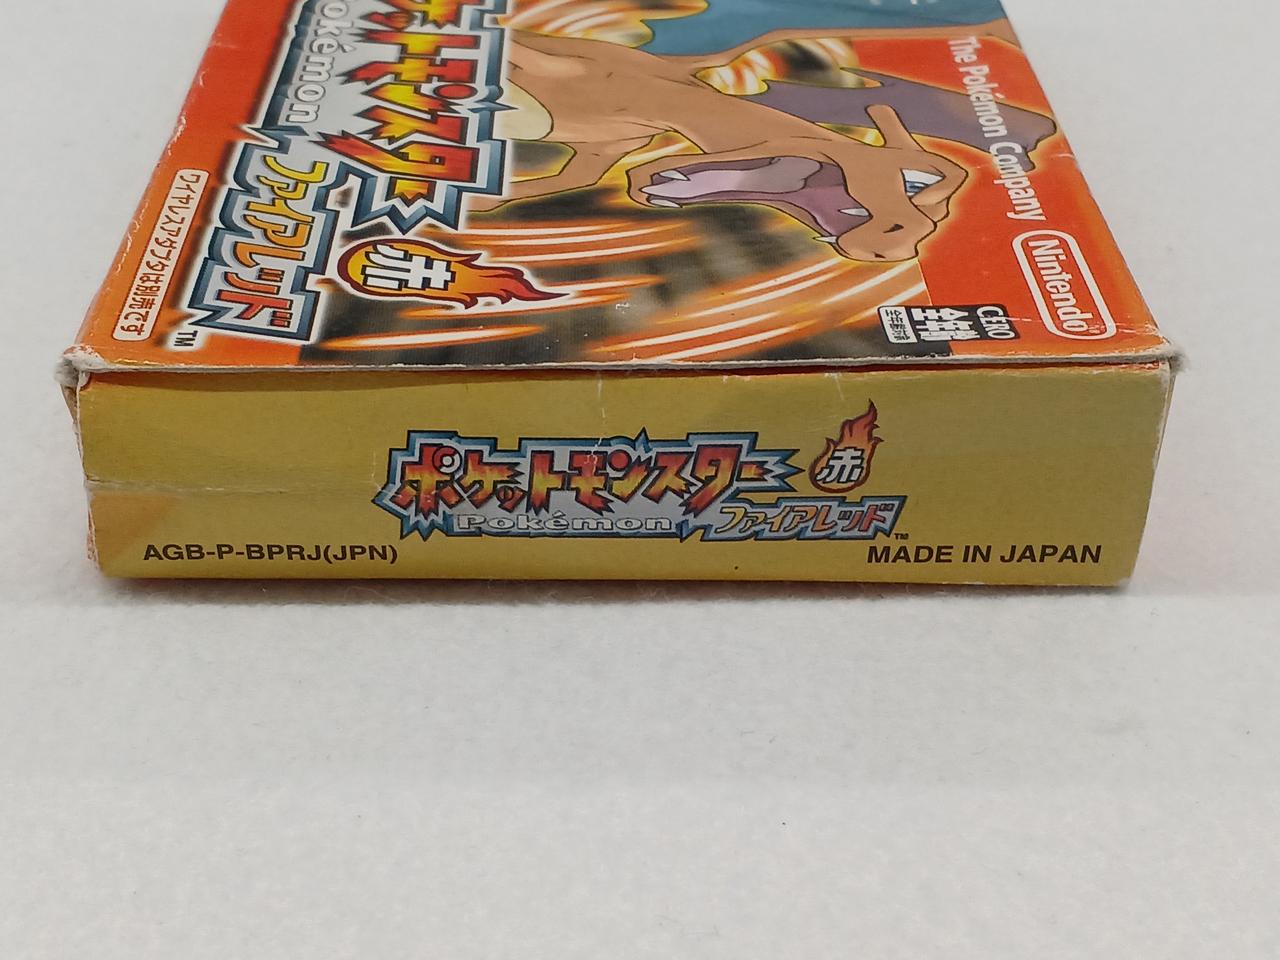 ポケットモンスター
Pokémon
ファイアレッド
赤
TM
ワイヤレスアダプタは別売です
The Pokémon Company
Nintendo
CERO
全年齢
全年齢対象
ポケットモンスター
赤
Pokémon
ファイアレッド
TM
AGB-P-BPRJ(JPN)
MADE IN JAPAN